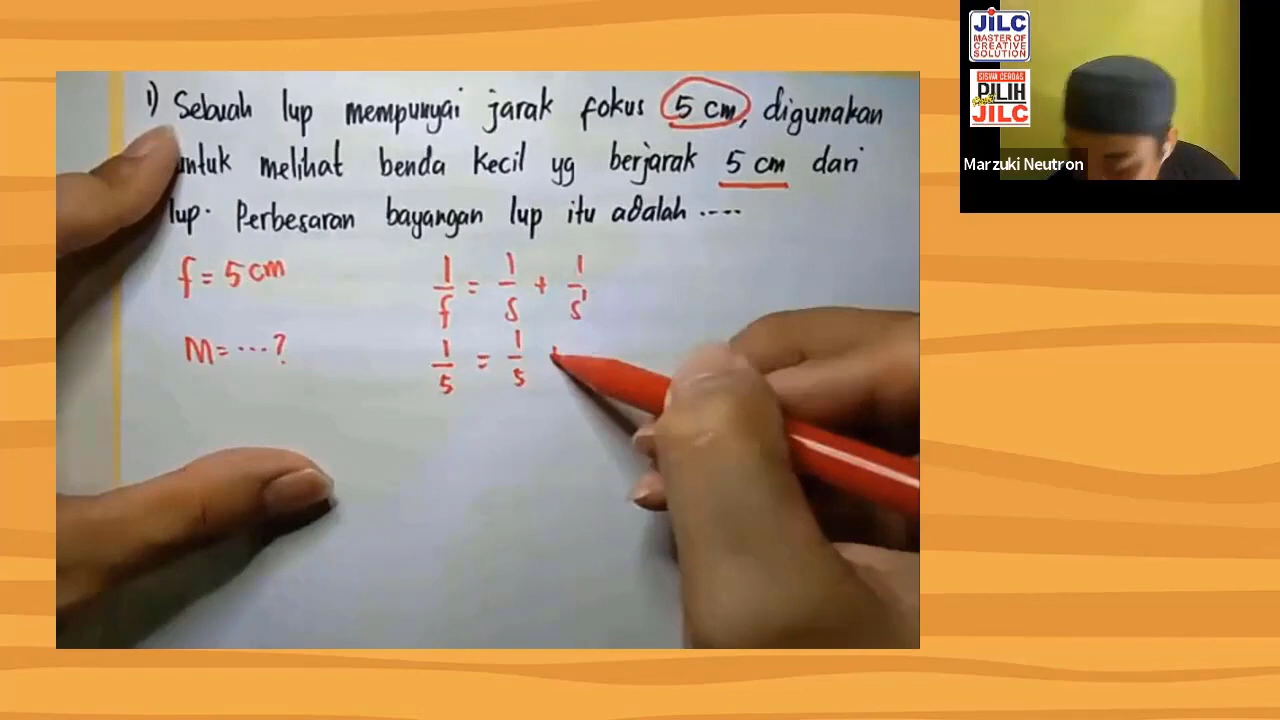 1) Sebuah lup mempunyai jarak fokus 5 cm, digunakan
untuk melihat benda kecil yg berjarak 5 cm dari
lup. Perbesaran bayangan lup itu adalah ....
f = 5 cm
M = ...?
1/f = 1/s + 1/s'
1/5 = 1/5
JILC
MASTER OF
CREATIVE
SOLUTION
SISWA CERDAS
PILIH
JILC
Marzuki Neutron